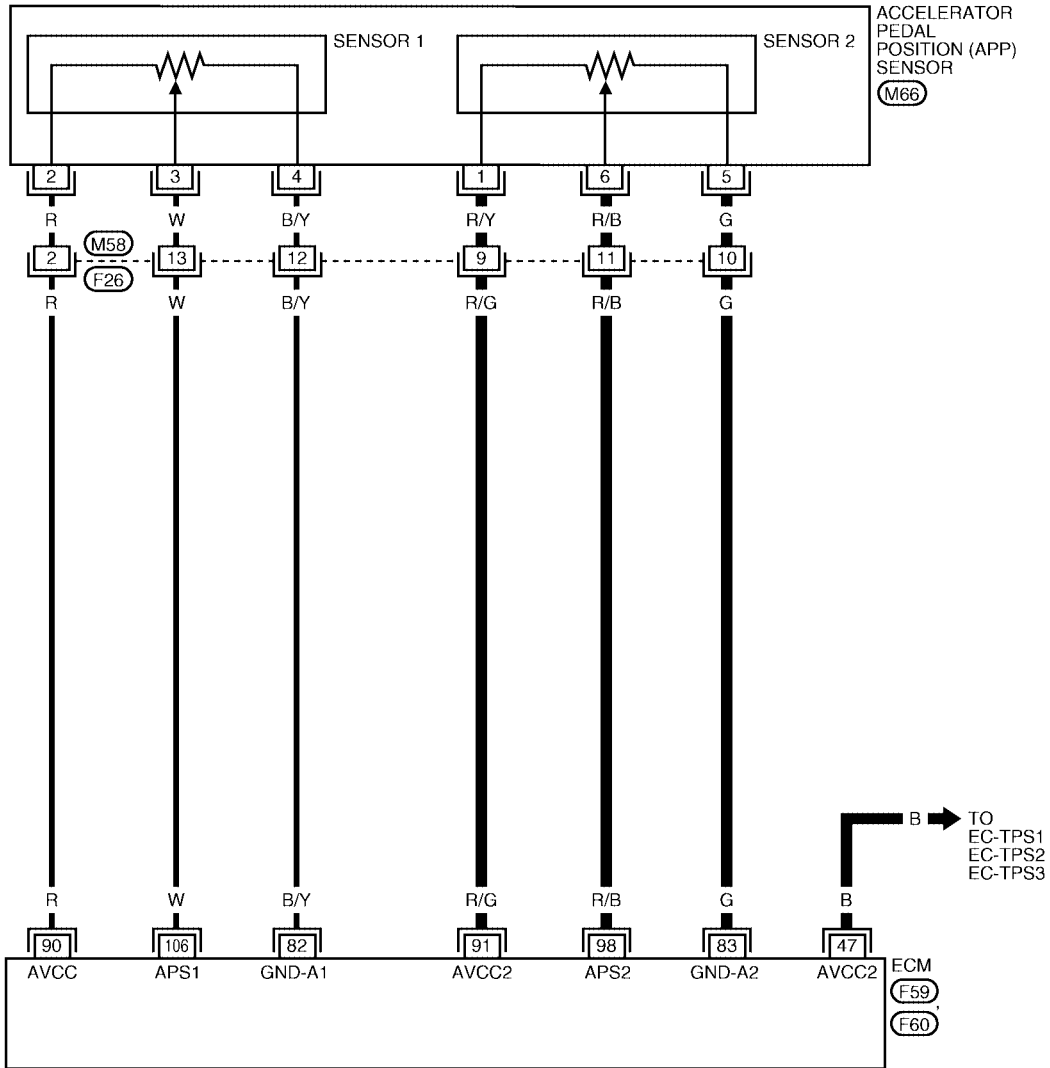 ACCELERATOR
PEDAL
POSITION (APP)
SENSOR
M66
SENSOR 1
SENSOR 2
2 3 4 1 6 5
R W B/Y R/Y R/B G
M58
2 13 12 9 11 10
F26
R W B/Y R/G R/B G
B TO
EC-TPS1
EC-TPS2
EC-TPS3
R W B/Y R/G R/B G B
90 106 82 91 98 83 47
AVCC APS1 GND-A1 AVCC2 APS2 GND-A2 AVCC2
ECM
F59 ,
F60